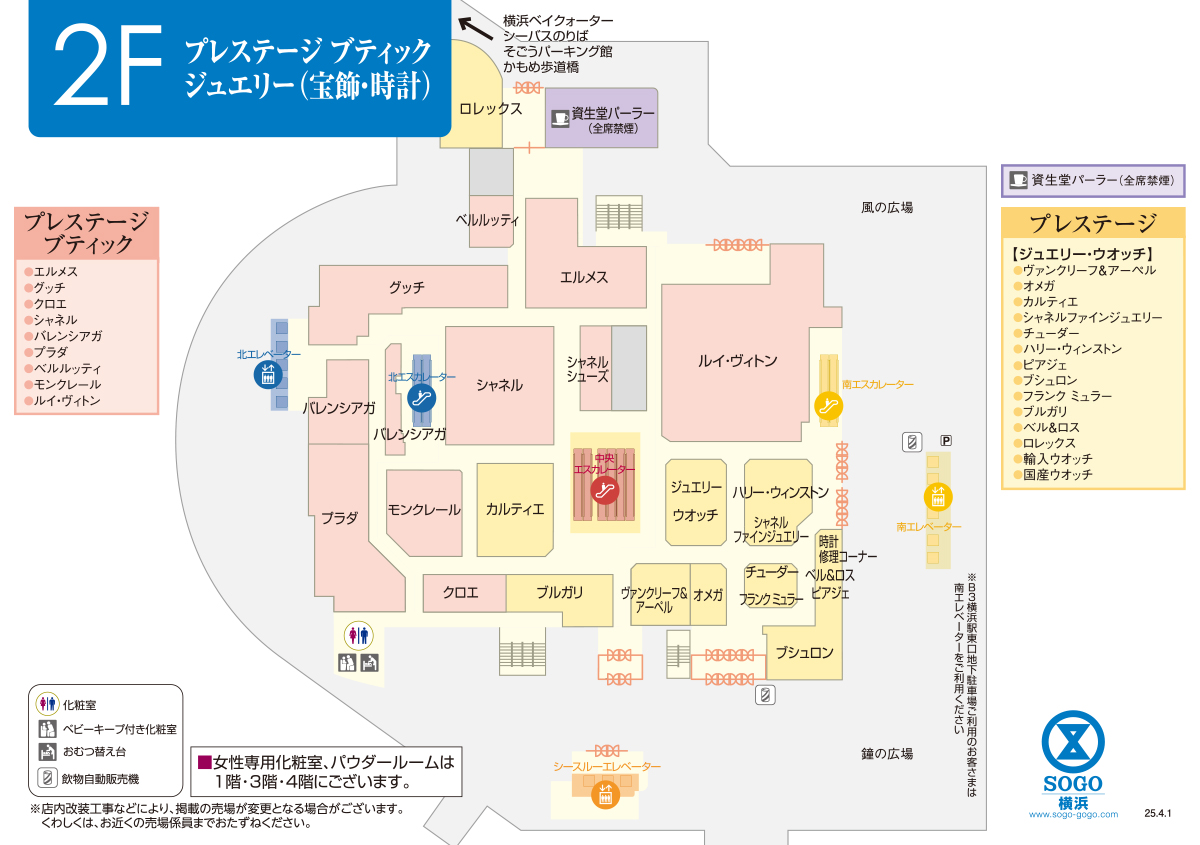 2F
プレステージ ブティック
ジュエリー(宝飾・時計)
横浜ベイクォーター
シーバスのりば
そごうパーキング館
かもめ歩道橋
ロレックス
資生堂パーラー
(全席禁煙)
資生堂パーラー(全席禁煙)
プレステージ
ブティック
●エルメス
●グッチ
●クロエ
●シャネル
●バレンシアガ
●プラダ
●ベルルッティ
●モンクレール
●ルイ・ヴィトン
プレステージ
【ジュエリー・ウオッチ】
●ヴァンクリーフ&アーペル
●オメガ
●カルティエ
●シャネルファインジュエリー
●チューダー
●ハリー・ウィンストン
●ピアジェ
●ブシュロン
●フランク ミュラー
●ブルガリ
●ベル&ロス
●ロレックス
●輸入ウオッチ
●国産ウオッチ
風の広場
ベルルッティ
エルメス
グッチ
北エレベーター
北エスカレーター
シャネル
シャネル
シューズ
ルイ・ヴィトン
南エスカレーター
バレンシアガ
バレンシアガ
中央
エスカレーター
P
プラダ
モンクレール
カルティエ
ジュエリー
ウオッチ
ハリー・ウィンストン
シャネル
ファインジュエリー
南エレベーター
時計
修理コーナー
ベル&ロス
ピアジェ
クロエ
ブルガリ
ヴァンクリーフ&
アーペル
オメガ
チューダー
フランク ミュラー
ブシュロン
※B3横浜駅東口地下駐車場ご利用のお客さまは
南エレベーターをご利用ください
鐘の広場
シースルーエレベーター
化粧室
ベビーキープ付き化粧室
おむつ替え台
飲物自動販売機
■女性専用化粧室、パウダールームは
1階・3階・4階にございます。
※店内改装工事などにより、掲載の売場が変更となる場合がございます。
くわしくは、お近くの売場係員までおたずねください。
SOGO
横浜
www.sogo-gogo.com
25.4.1